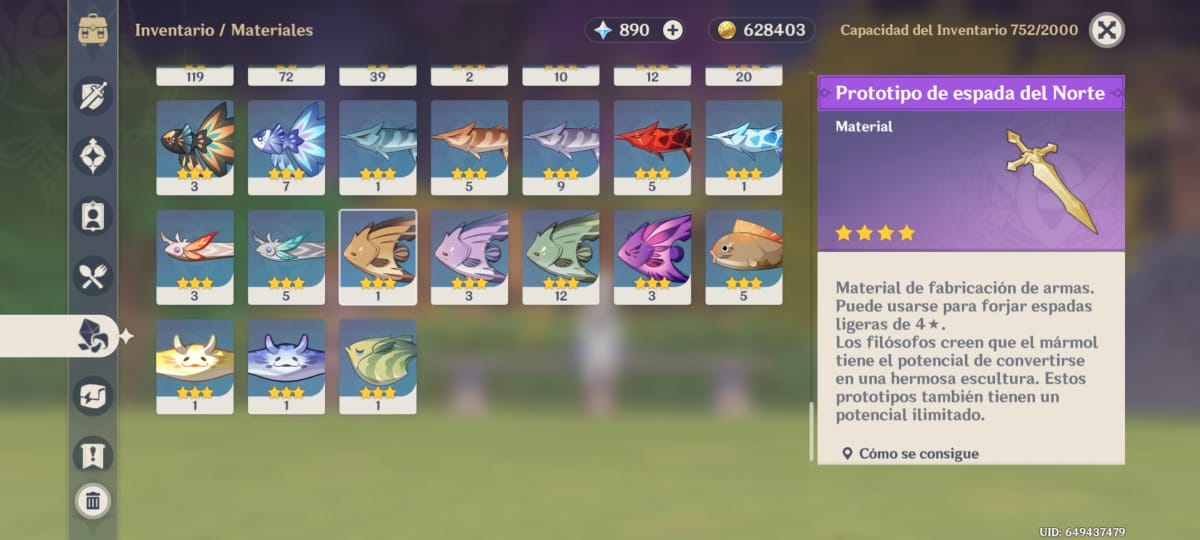 Inventario / Materiales
890
628403
Capacidad del Inventario 752/2000
119
72
39
2
10
12
20
3
7
1
5
9
5
1
3
5
1
3
12
3
5
1
1
1
Prototipo de espada del Norte
Material
Material de fabricación de armas.
Puede usarse para forjar espadas
ligeras de 4★.
Los filósofos creen que el mármol
tiene el potencial de convertirse
en una hermosa escultura. Estos
prototipos también tienen un
potencial ilimitado.
Cómo se consigue
UID: 649437479